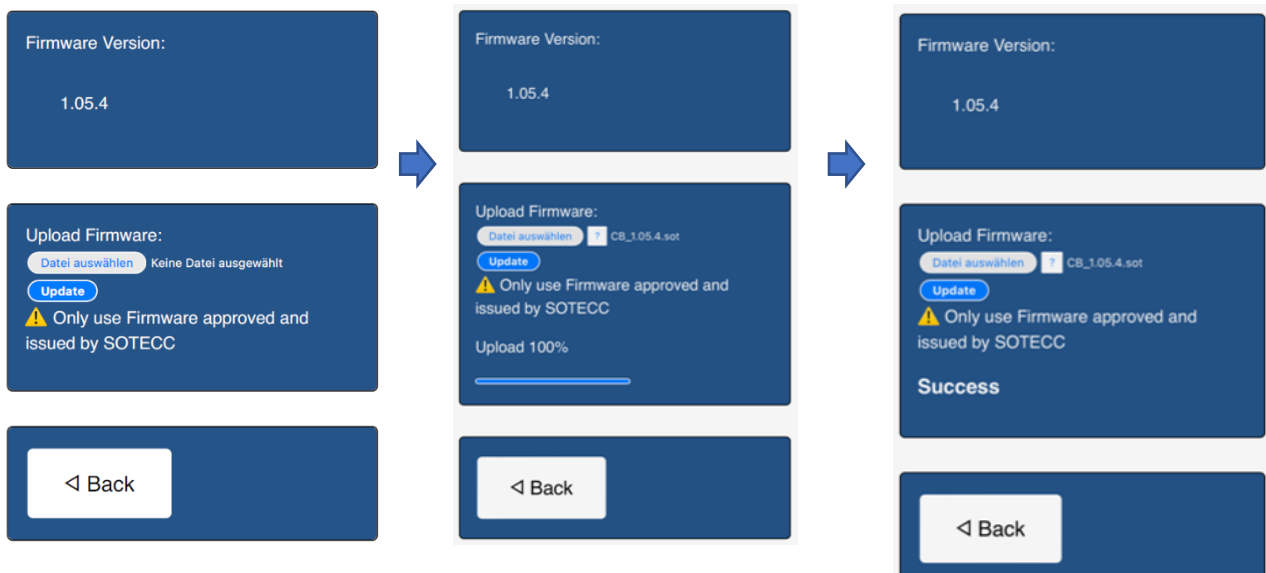 Firmware Version:
1.05.4
Upload Firmware:
Datei auswählen Keine Datei ausgewählt
Update
⚠ Only use Firmware approved and
issued by SOTECC
◁ Back
Firmware Version:
1.05.4
Upload Firmware:
Datei auswählen ? CB_1.05.4.sot
Update
⚠ Only use Firmware approved and
issued by SOTECC
Upload 100%
◁ Back
Firmware Version:
1.05.4
Upload Firmware:
Datei auswählen ? CB_1.05.4.sot
Update
⚠ Only use Firmware approved and
issued by SOTECC
Success
◁ Back